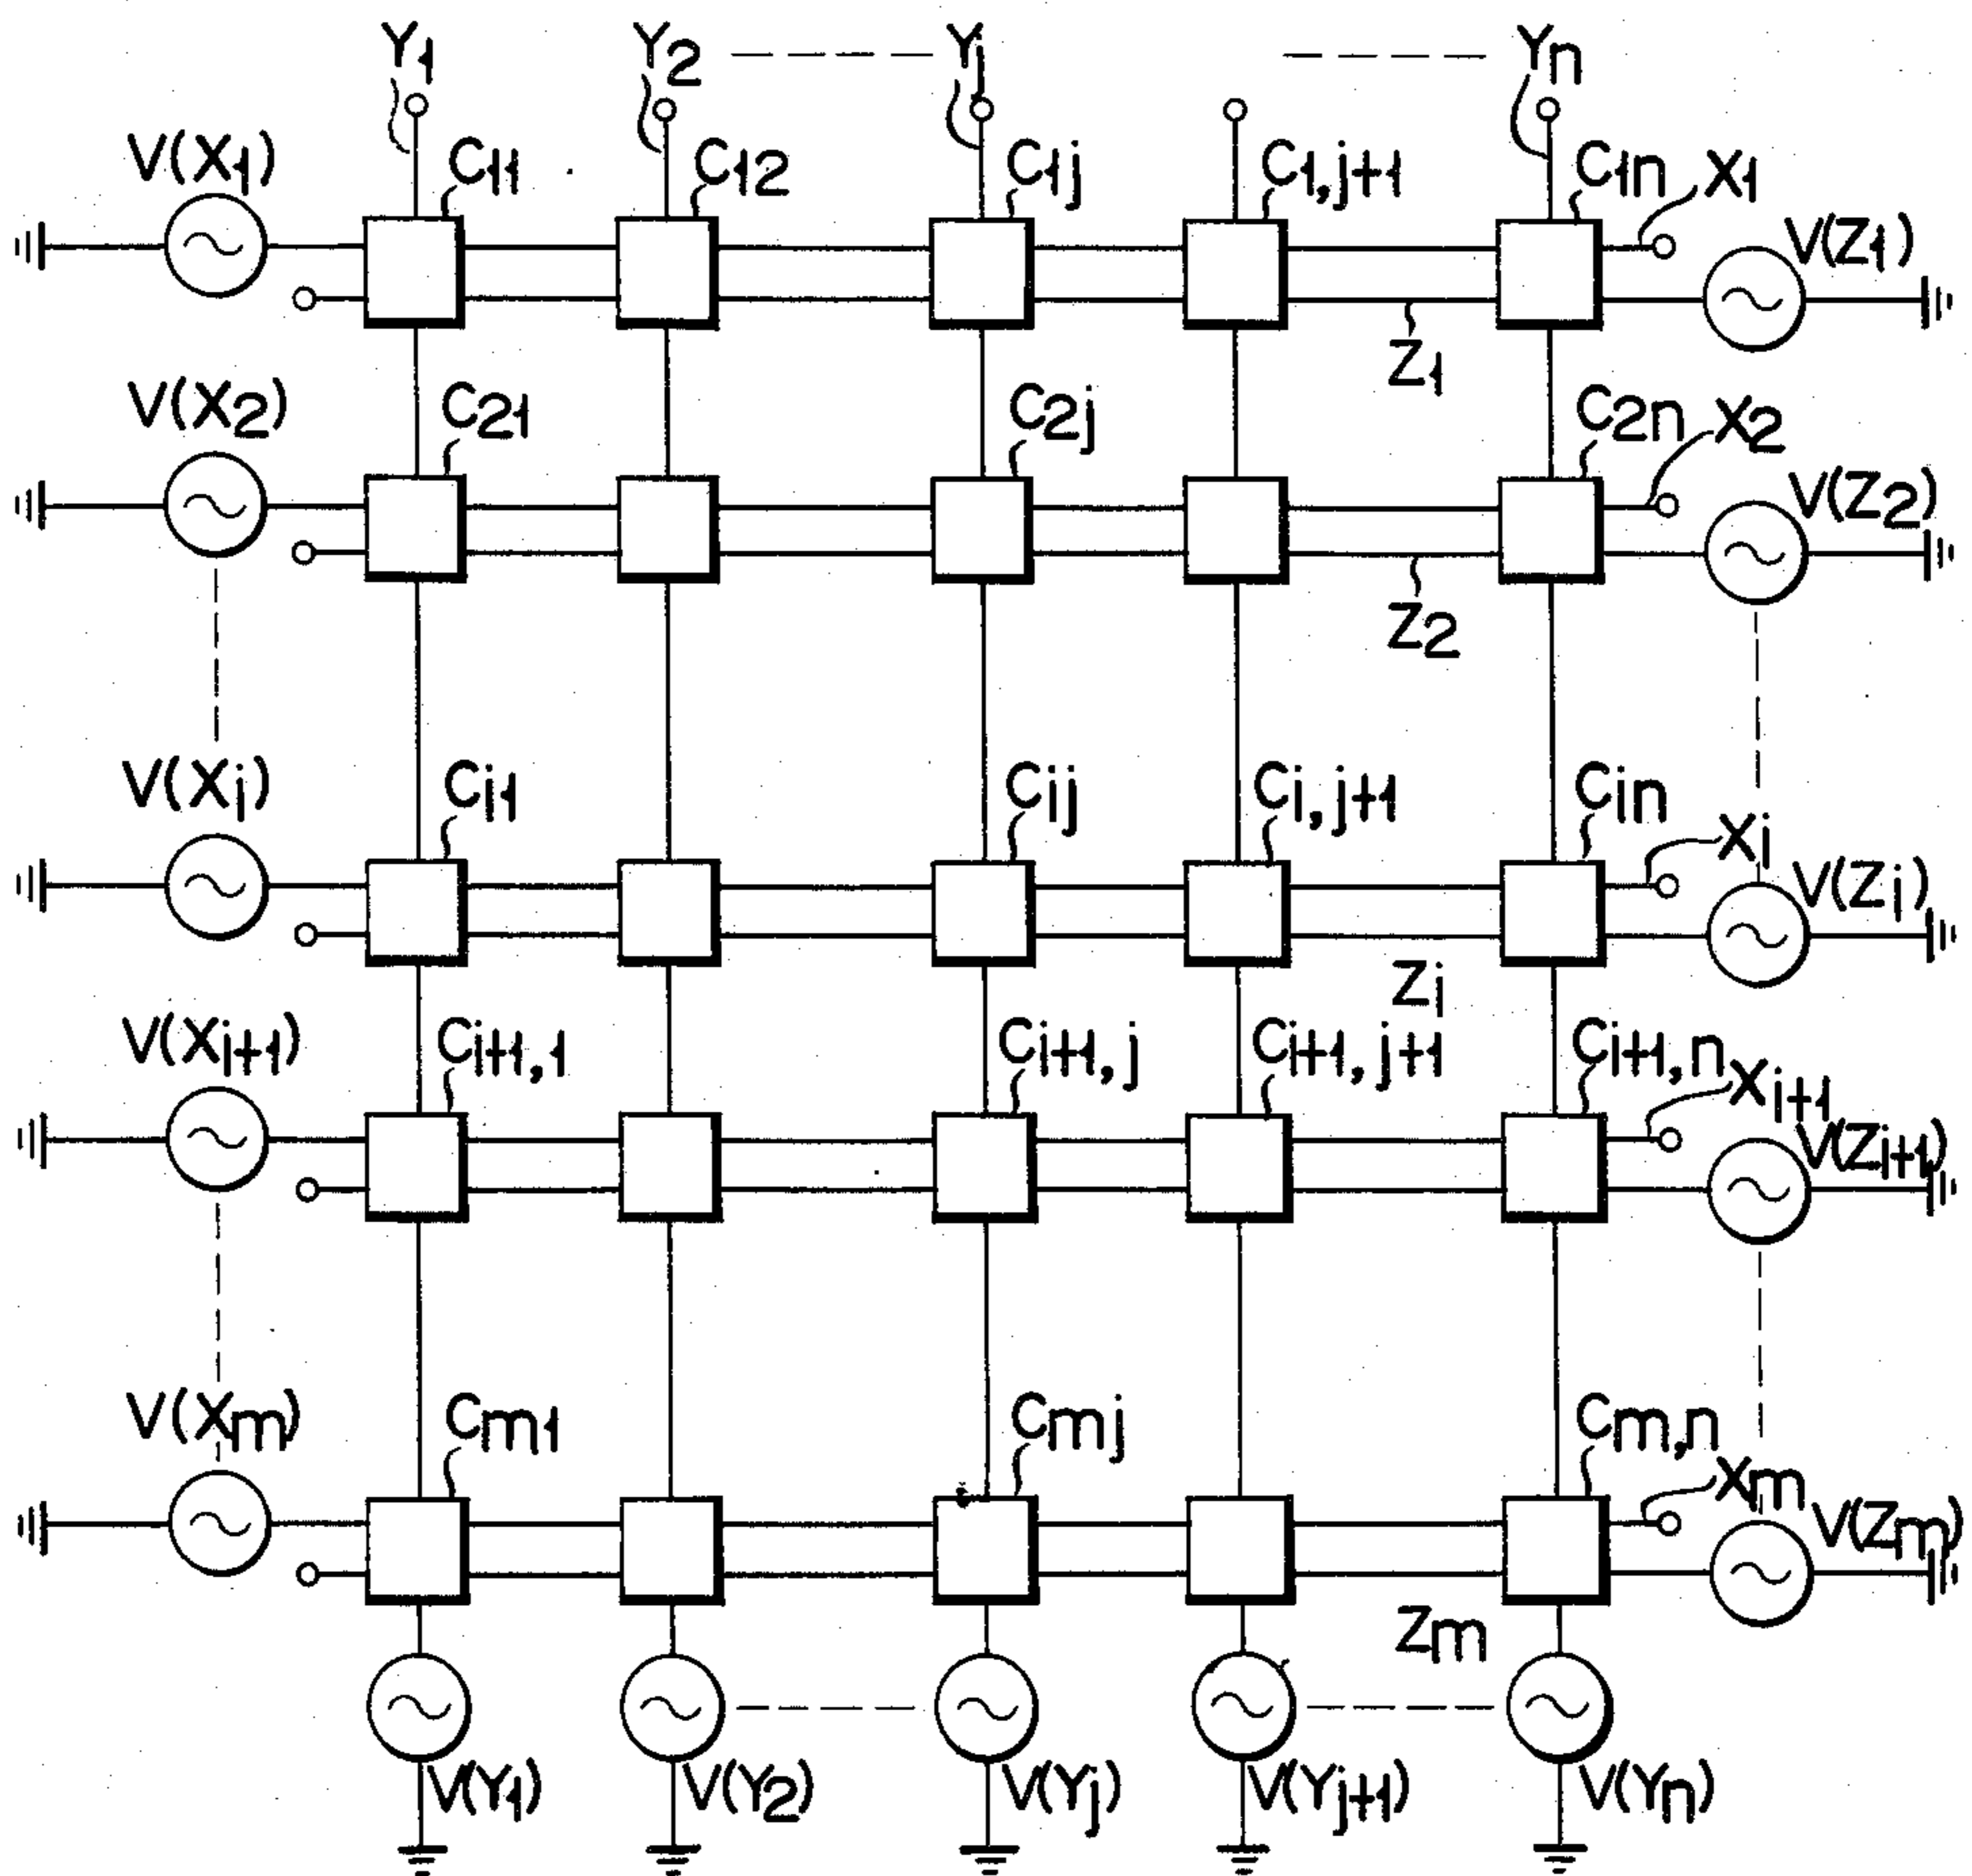 Y1 Y2 Yj Yn
V(X1) C11 C12 C1j C1,j+1 C1n X1
V(Z1)
Z1
V(X2) C21 C2j C2n X2
V(Z2)
Z2
V(Xj) Ci1 Cij Ci,j+1 Cin Xi
V(Zi)
Zi
V(Xj+1) Ci+1,1 Ci+1,j Ci+1,j+1 Ci+1,n Xi+1
V(Zi+1)
V(Xm) Cm1 Cmj Cm,n Xm
V(Zm)
Zm
V(Y1) V(Y2) V(Yj) V(Yj+1) V(Yn)